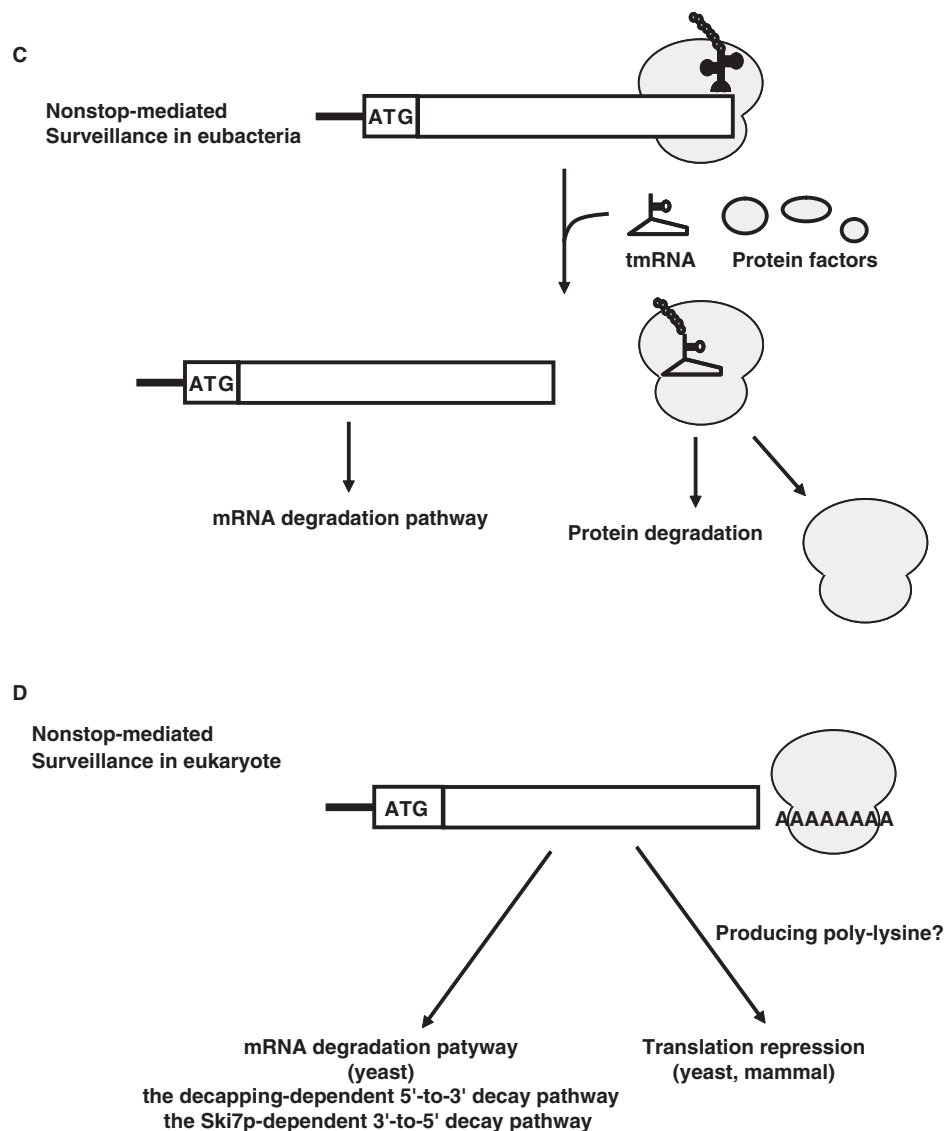 C
Nonstop-mediated
Surveillance in eubacteria
ATG
tmRNA
Protein factors
ATG
mRNA degradation pathway
Protein degradation
D
Nonstop-mediated
Surveillance in eukaryote
ATG
AAAAAAAA
Producing poly-lysine?
mRNA degradation patyway
(yeast)
the decapping-dependent 5'-to-3' decay pathway
the Ski7p-dependent 3'-to-5' decay pathway
Translation repression
(yeast, mammal)